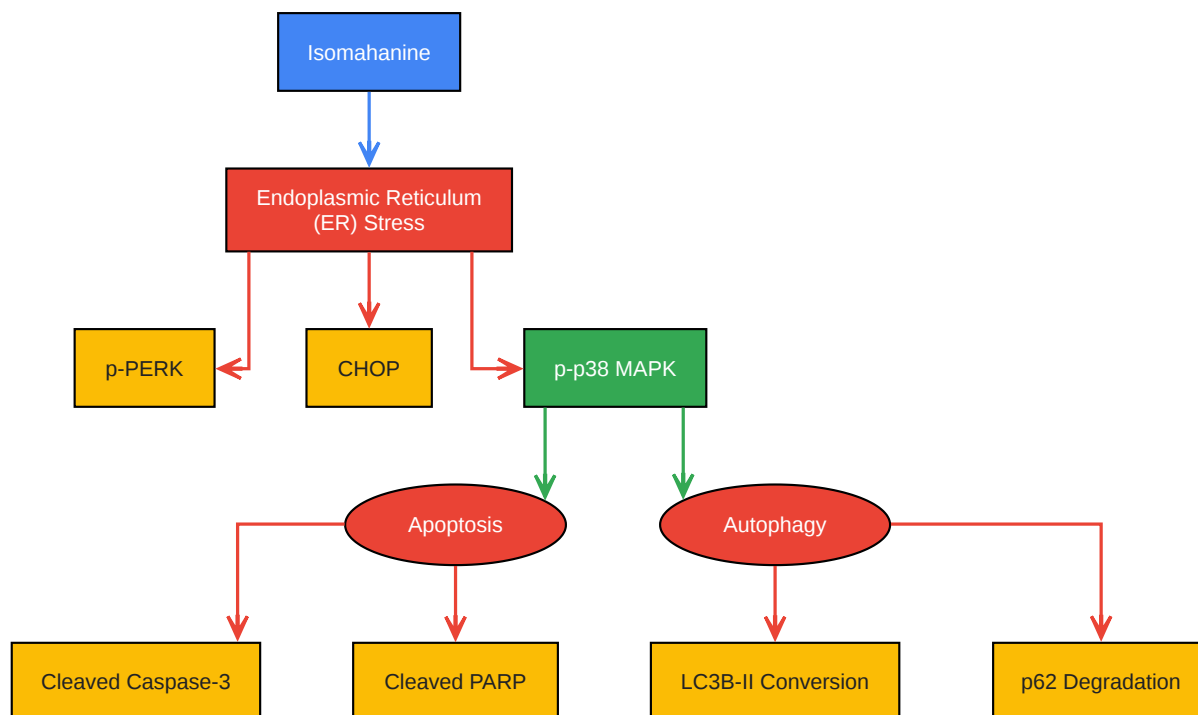 Isomahanine
Endoplasmic Reticulum
(ER) Stress
p-PERK
CHOP
p-p38 MAPK
Apoptosis
Autophagy
Cleaved Caspase-3
Cleaved PARP
LC3B-II Conversion
p62 Degradation